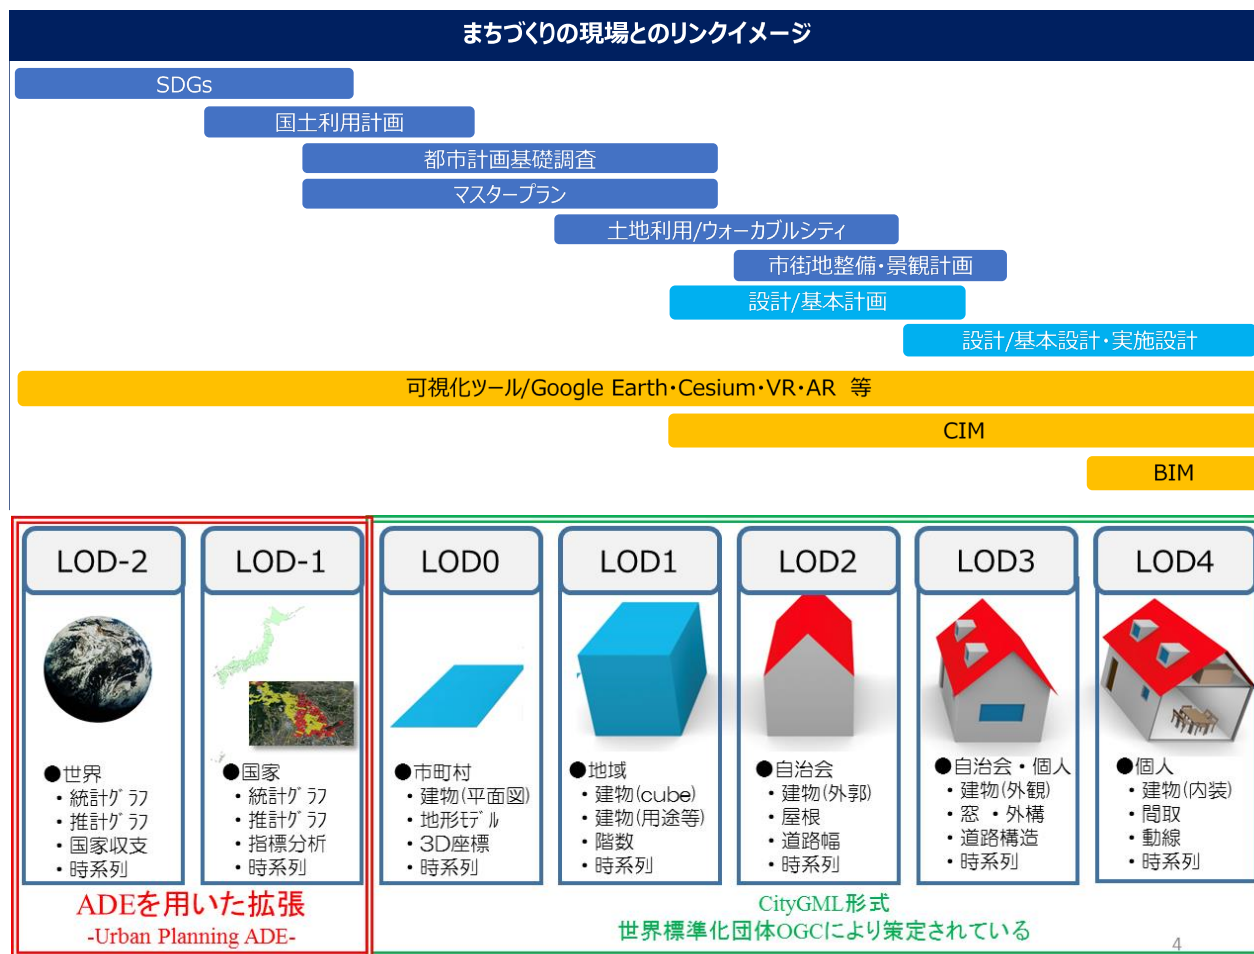 まちづくりの現場とのリンクイメージ
SDGs
国土利用計画
都市計画基礎調査
マスタープラン
土地利用/ウォーカブルシティ
市街地整備・景観計画
設計/基本計画
設計/基本設計・実施設計
可視化ツール/Google Earth・Cesium・VR・AR 等
CIM
BIM
LOD-2
●世界
・統計グラフ
・推計グラフ
・国家収支
・時系列
LOD-1
●国家
・統計グラフ
・推計グラフ
・指標分析
・時系列
LOD0
●市町村
・建物(平面図)
・地形モデル
・3D座標
・時系列
LOD1
●地域
・建物(cube)
・建物(用途等)
・階数
・時系列
LOD2
●自治会
・建物(外郭)
・屋根
・道路幅
・時系列
LOD3
●自治会・個人
・建物(外観)
・窓・外構
・道路構造
・時系列
LOD4
●個人
・建物(内装)
・間取
・動線
・時系列
ADEを用いた拡張
-Urban Planning ADE-
CityGML形式
世界標準化団体OGCにより策定されている
4